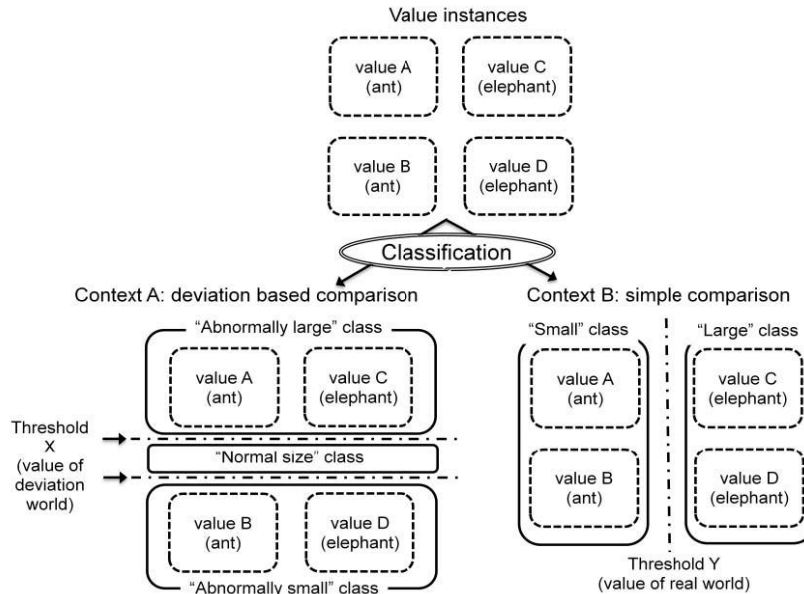 Value instances
value A
(ant)
value C
(elephant)
value B
(ant)
value D
(elephant)
Classification
Context A: deviation based comparison
"Abnormally large" class
value A
(ant)
value C
(elephant)
Threshold
X
(value of
deviation
world)
"Normal size" class
value B
(ant)
value D
(elephant)
"Abnormally small" class
Context B: simple comparison
"Small" class
"Large" class
value A
(ant)
value C
(elephant)
value B
(ant)
value D
(elephant)
Threshold Y
(value of real world)